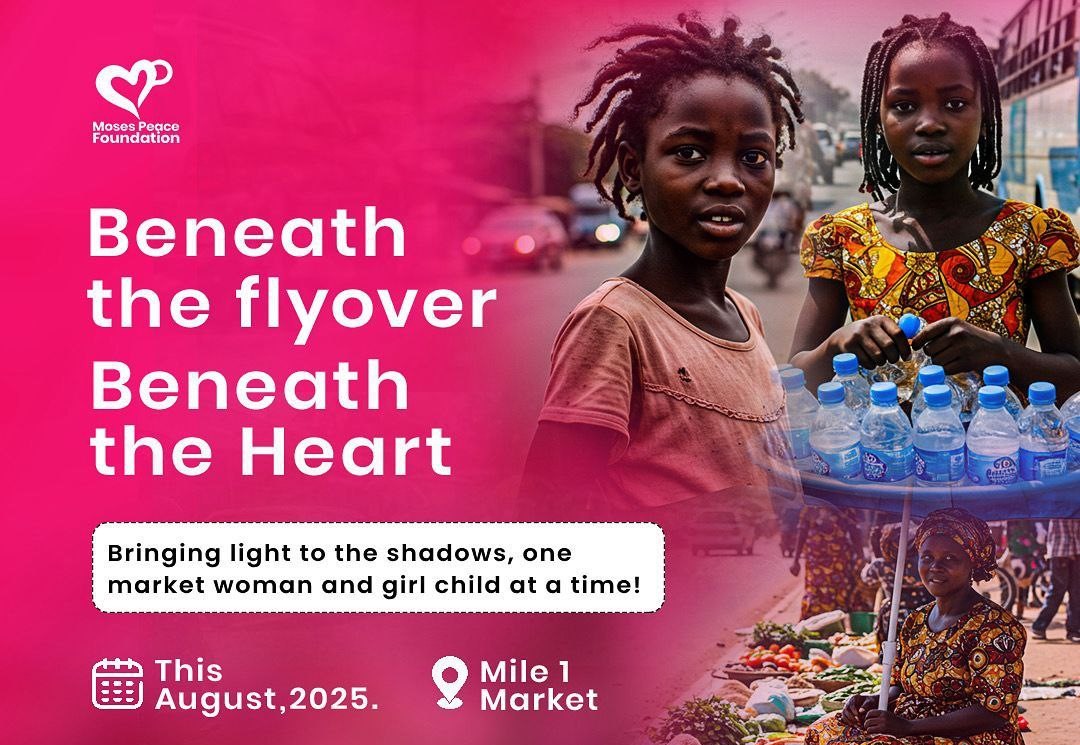 Moses Peace
Foundation
Beneath
the flyover
Beneath
the Heart
Bringing light to the shadows, one
market woman and girl child at a time!
This
August,2025.
Mile 1
Market